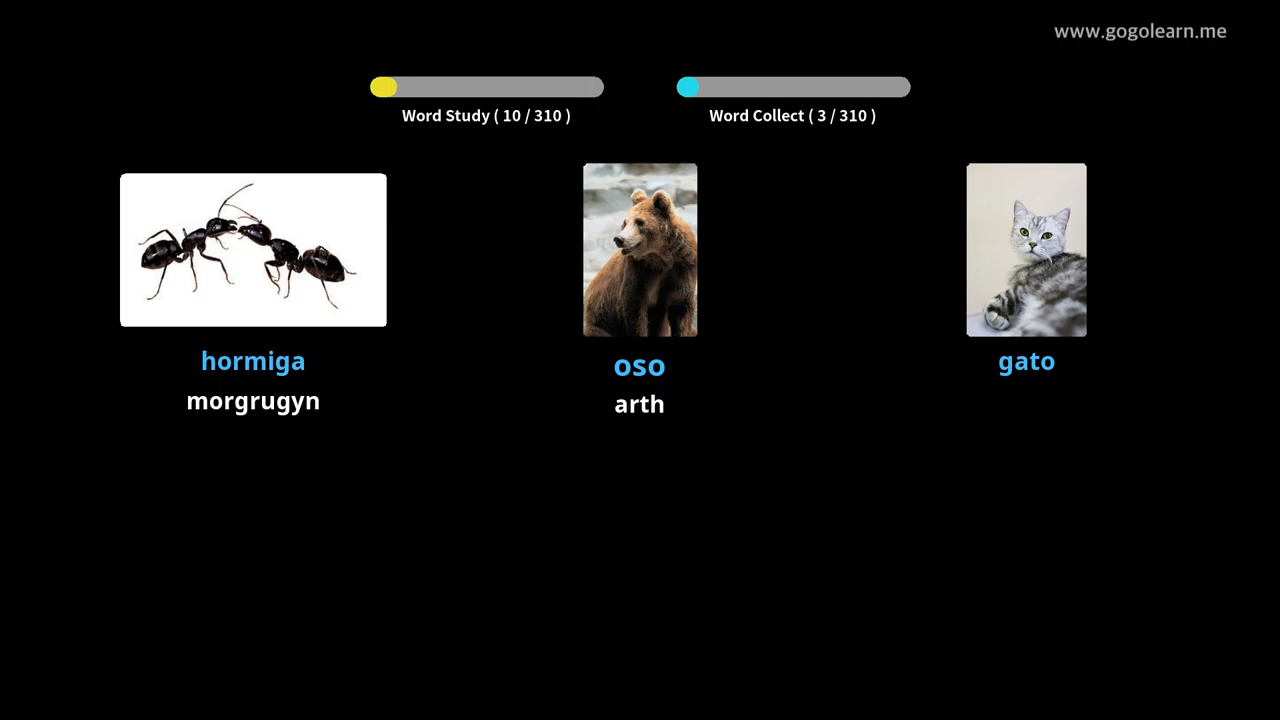 www.gogolearn.me
Word Study ( 10 / 310 )
Word Collect ( 3 / 310 )
hormiga
oso
gato
morgrugyn
arth